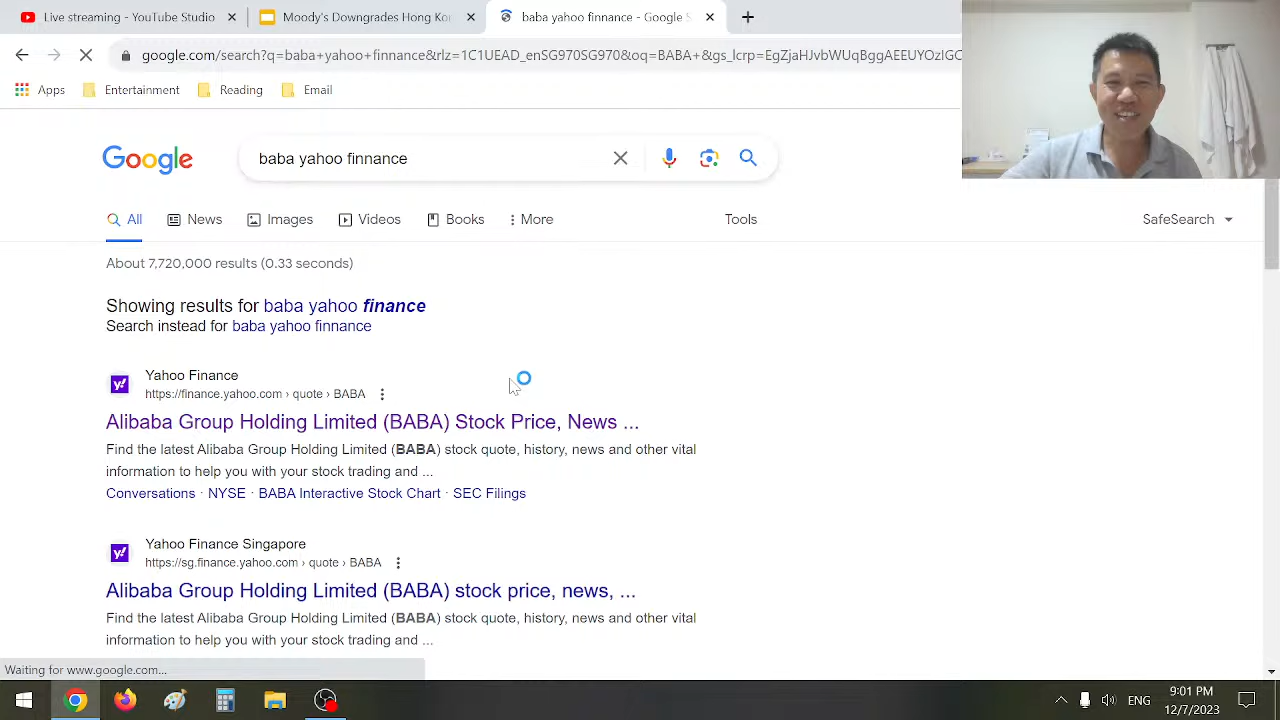 Live streaming - YouTube Studio
Moody's Downgrades Hong Kon
baba yahoo finnance - Google S
google.com/search?q=baba+yahoo+finnance&rlz=1C1UEAD_enSG970SG970&oq=BABA+&gs_lcrp=EgZjaHJvbWUqBggAEEUYOzIGC
Apps
Entertainment
Reading
Email
Google
baba yahoo finnance
All
News
Images
Videos
Books
More
Tools
SafeSearch
About 7,720,000 results (0.33 seconds)
Showing results for baba yahoo finance
Search instead for baba yahoo finnance
y!
Yahoo Finance
https://finance.yahoo.com › quote › BABA
Alibaba Group Holding Limited (BABA) Stock Price, News ...
Find the latest Alibaba Group Holding Limited (BABA) stock quote, history, news and other vital
information to help you with your stock trading and ...
Conversations · NYSE · BABA Interactive Stock Chart · SEC Filings
y!
Yahoo Finance Singapore
https://sg.finance.yahoo.com › quote › BABA
Alibaba Group Holding Limited (BABA) stock price, news, ...
Find the latest Alibaba Group Holding Limited (BABA) stock quote, history, news and other vital
information to help you with your stock trading and ...
Waiting for www.google.com...
ENG
9:01 PM
12/7/2023